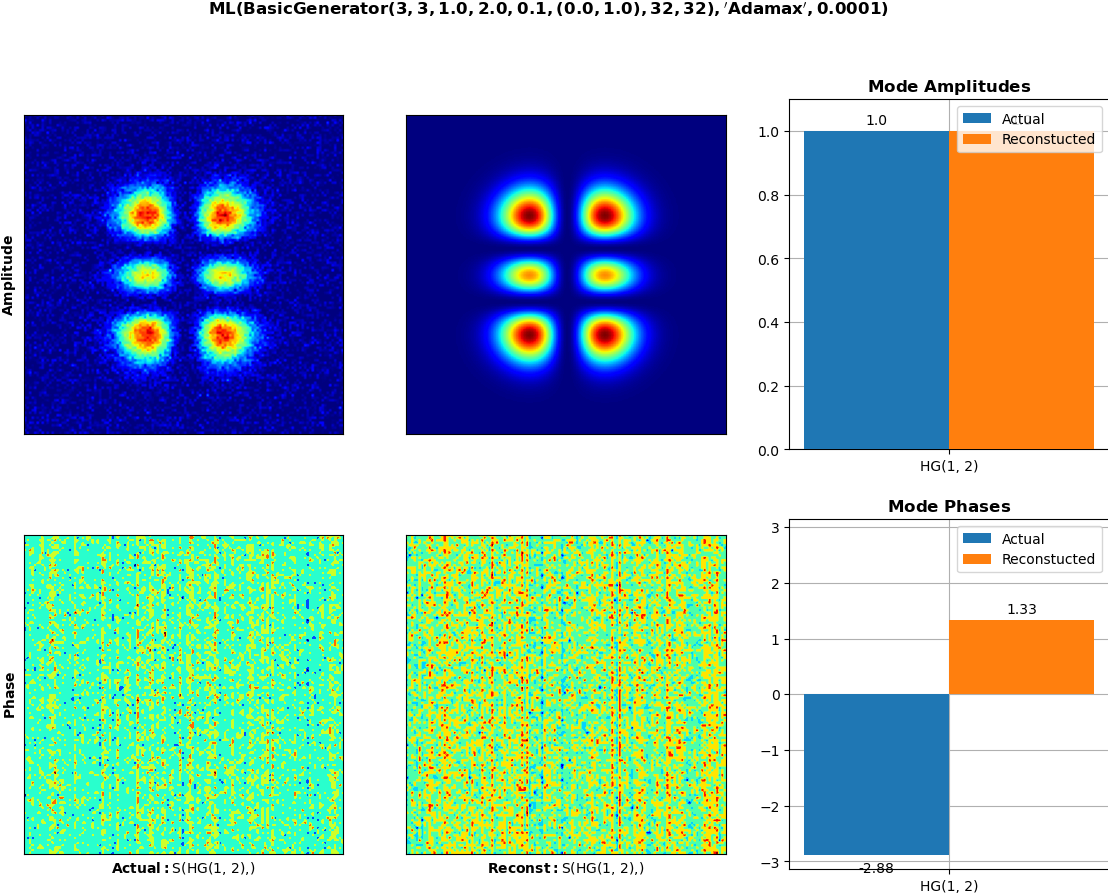 ML(BasicGenerator(3, 3, 1.0, 2.0, 0.1, (0.0, 1.0), 32, 32), ′Adamax′, 0.0001)
Amplitude
Mode Amplitudes
Actual
Reconstucted
1.0
1.0
0.8
0.6
0.4
0.2
0.0
HG(1, 2)
Phase
Actual: S(HG(1, 2),)
Reconst: S(HG(1, 2),)
Mode Phases
Actual
Reconstucted
3
2
1
0
−1
−2
−3
1.33
-2.88
HG(1, 2)